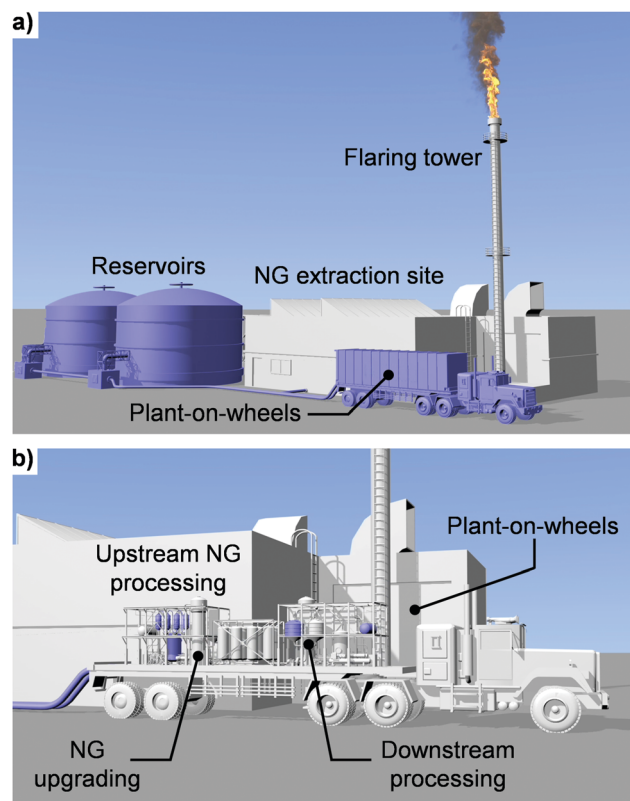 a)
Flaring tower
Reservoirs
NG extraction site
Plant-on-wheels
b)
Plant-on-wheels
Upstream NG
processing
NG
upgrading
Downstream
processing